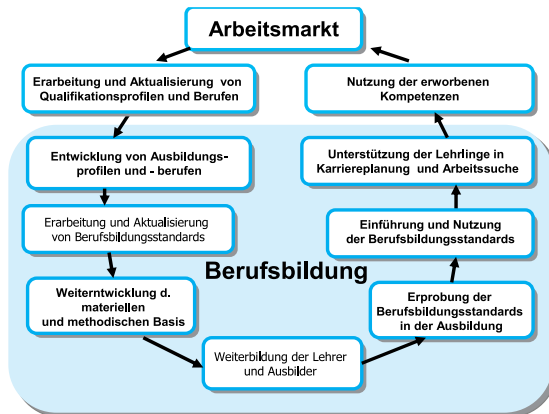 Arbeitsmarkt
Erarbeitung und Aktualisierung von
Qualifikationsprofilen und Berufen
Nutzung der erworbenen
Kompetenzen
Entwicklung von Ausbildungs-
profilen und - berufen
Unterstützung der Lehrlinge in
Karriereplanung und Arbeitssuche
Erarbeitung und Aktualisierung
von Berufsbildungsstandards
Einführung und Nutzung
der Berufsbildungsstandards
Berufsbildung
Weiterntwicklung d.
materiellen
und methodischen Basis
Erprobung der
Berufsbildungsstandards
in der Ausbildung
Weiterbildung der Lehrer
und Ausbilder